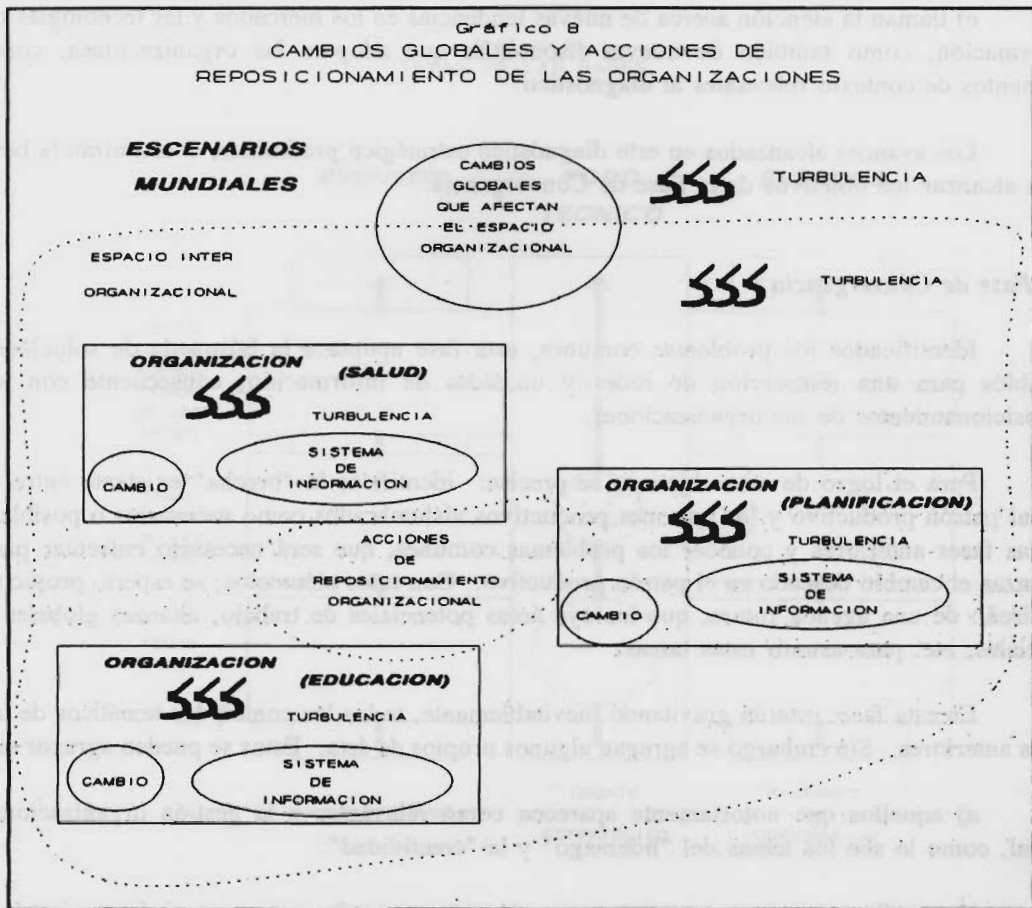 Gráfico 8
CAMBIOS GLOBALES Y ACCIONES DE
REPOSICIONAMIENTO DE LAS ORGANIZACIONES
ESCENARIOS
MUNDIALES
CAMBIOS
GLOBALES
QUE AFECTAN
EL ESPACIO
ORGANIZACIONAL
TURBULENCIA
ESPACIO INTER
ORGANIZACIONAL
TURBULENCIA
ORGANIZACION
(SALUD)
TURBULENCIA
SISTEMA
DE
INFORMACION
CAMBIO
ORGANIZACION
(PLANIFICACION)
TURBULENCIA
SISTEMA
DE
INFORMACION
CAMBIO
ACCIONES
DE
REPOSICIONAMIENTO
ORGANIZACIONAL
ORGANIZACION
(EDUCACION)
TURBULENCIA
SISTEMA
DE
INFORMACION
CAMBIO